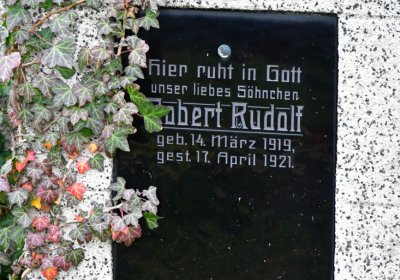 hier ruht in Gott
unser liebes Söhnchen
Robert Rudolf
geb. 14. März 1919,
gest. 17. April 1921.